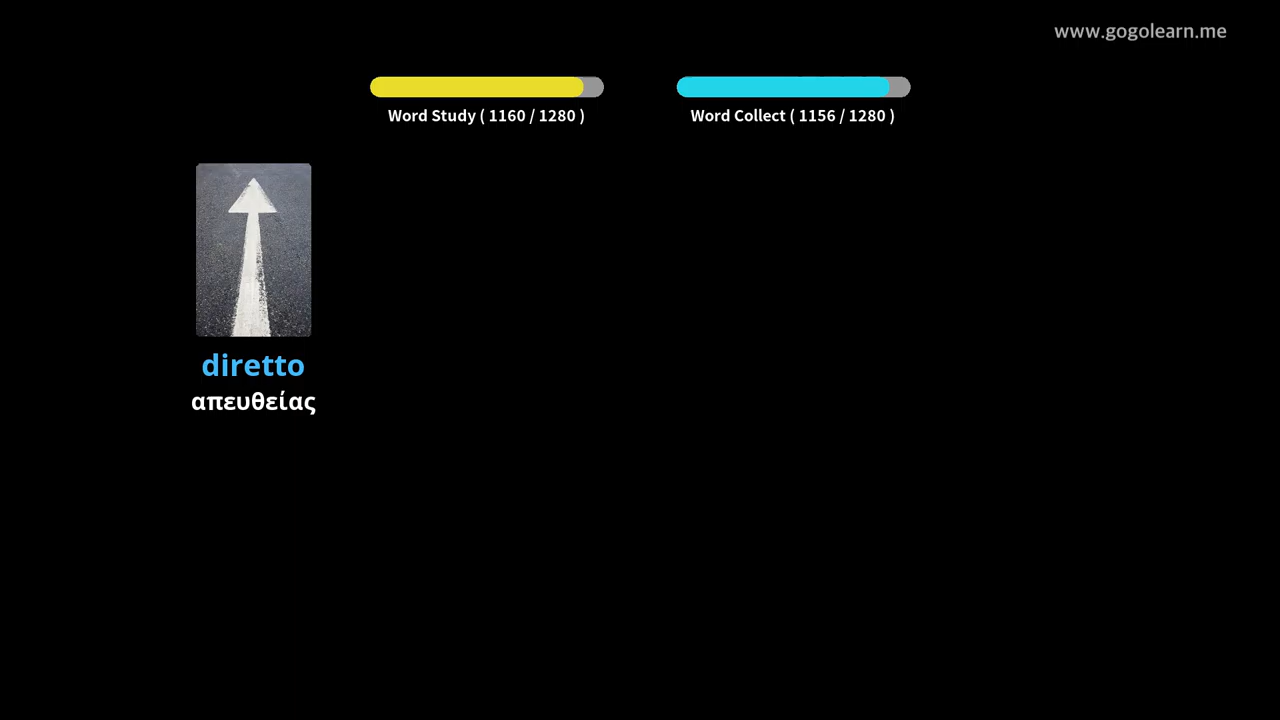 www.gogolearn.me
Word Study ( 1160 / 1280 )
Word Collect ( 1156 / 1280 )
diretto
απευθείας